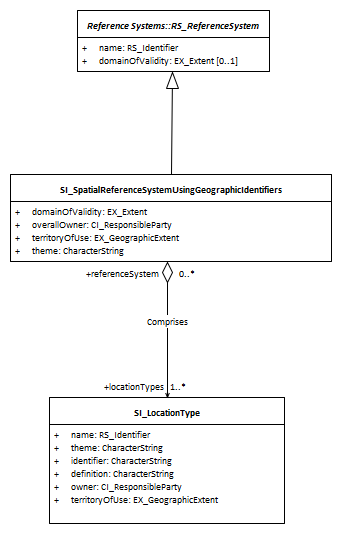 Reference Systems::RS_ReferenceSystem
+ name: RS_Identifier
+ domainOfValidity: EX_Extent [0..1]
SI_SpatialReferenceSystemUsingGeographicIdentifiers
+ domainOfValidity: EX_Extent
+ overallOwner: CI_ResponsibleParty
+ territoryOfUse: EX_GeographicExtent
+ theme: CharacterString
+referenceSystem 0..*
Comprises
+locationTypes 1..*
SI_LocationType
+ name: RS_Identifier
+ theme: CharacterString
+ identifier: CharacterString
+ definition: CharacterString
+ owner: CI_ResponsibleParty
+ territoryOfUse: EX_GeographicExtent